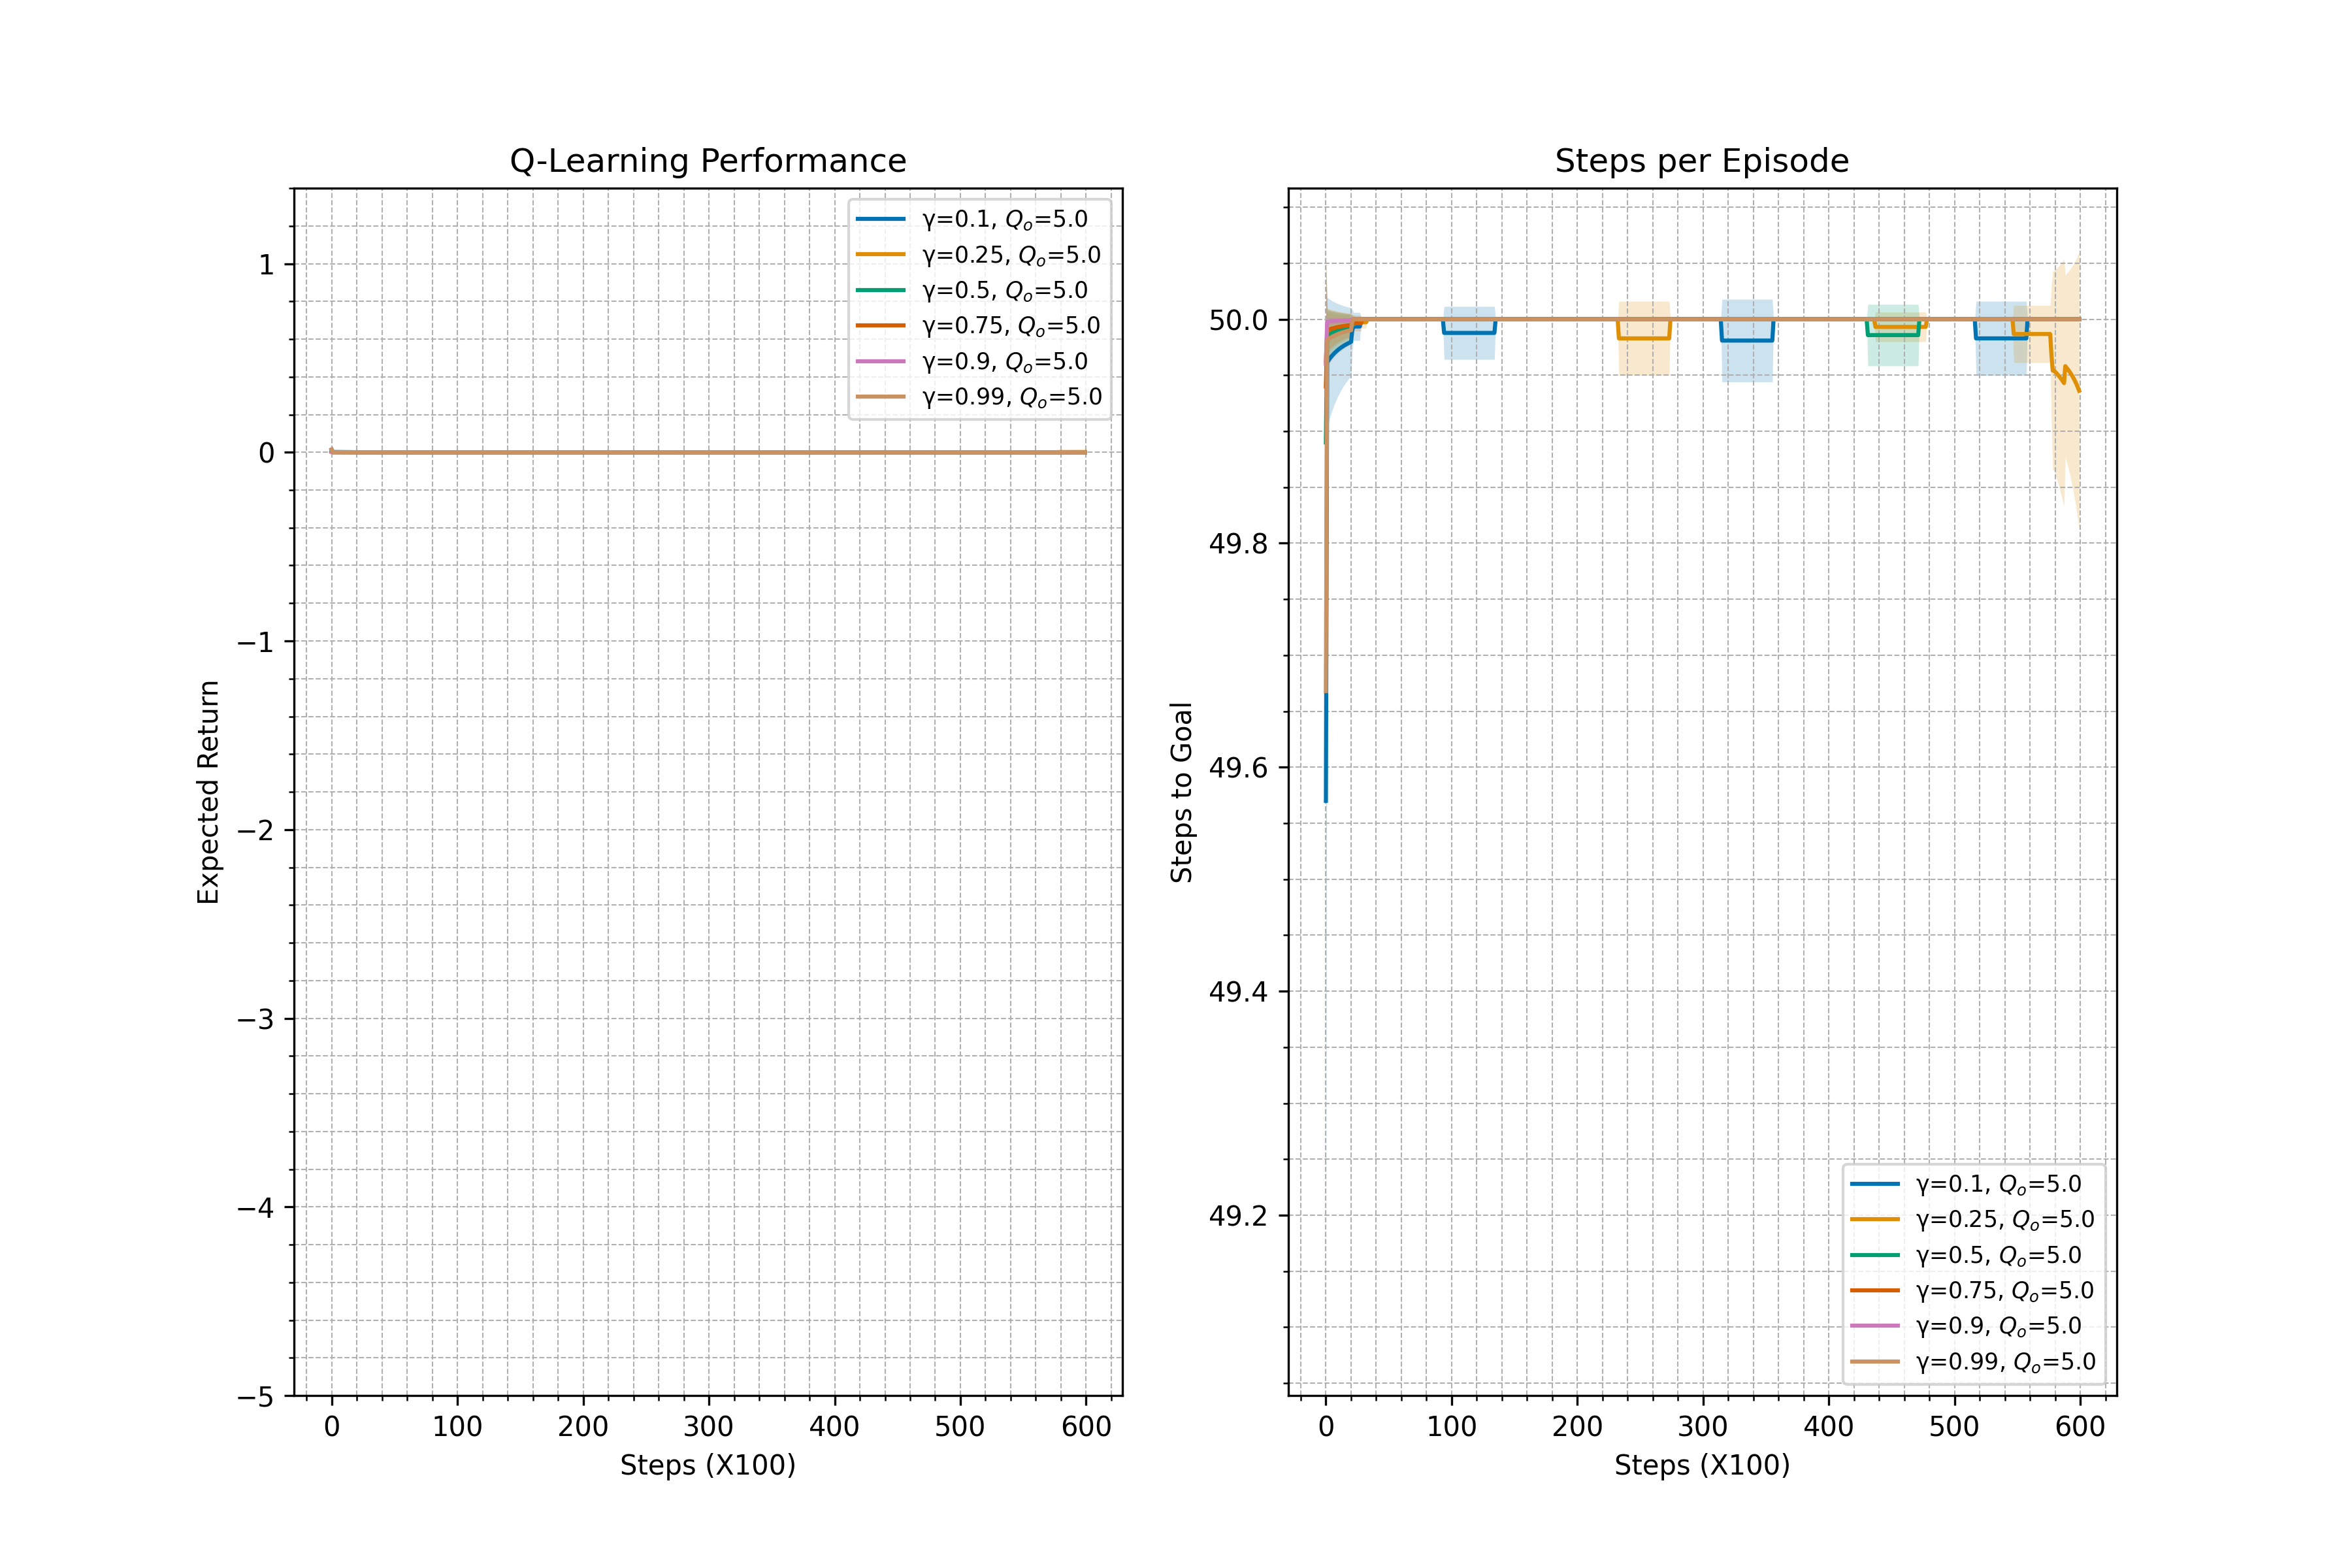 Q-Learning Performance
γ=0.1, Qₒ=5.0
γ=0.25, Qₒ=5.0
γ=0.5, Qₒ=5.0
γ=0.75, Qₒ=5.0
γ=0.9, Qₒ=5.0
γ=0.99, Qₒ=5.0
1
0
−1
−2
−3
−4
−5
Expected Return
0 100 200 300 400 500 600
Steps (X100)
Steps per Episode
50.0
49.8
49.6
49.4
49.2
Steps to Goal
γ=0.1, Qₒ=5.0
γ=0.25, Qₒ=5.0
γ=0.5, Qₒ=5.0
γ=0.75, Qₒ=5.0
γ=0.9, Qₒ=5.0
γ=0.99, Qₒ=5.0
0 100 200 300 400 500 600
Steps (X100)